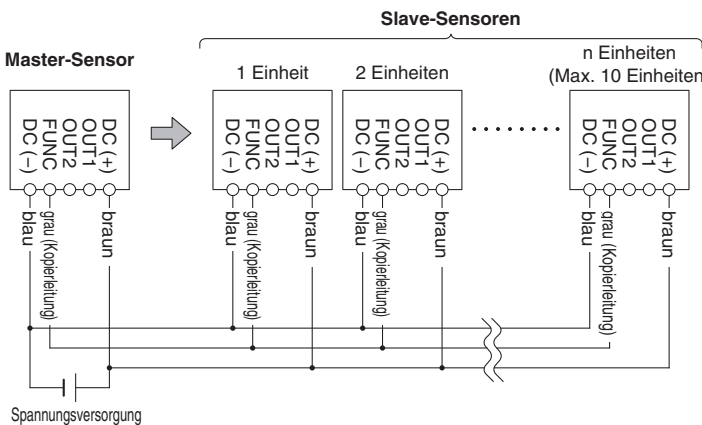 Slave-Sensoren
Master-Sensor
1 Einheit
2 Einheiten
n Einheiten
(Max. 10 Einheiten
DC (−)
FUNC
OUT2
OUT1
DC (+)
DC (−)
FUNC
OUT2
OUT1
DC (+)
DC (−)
FUNC
OUT2
OUT1
DC (+)
DC (−)
FUNC
OUT2
OUT1
DC (+)
blau
grau (Kopierleitung)
braun
blau
grau (Kopierleitung)
braun
blau
grau (Kopierleitung)
braun
blau
grau (Kopierleitung)
braun
Spannungsversorgung